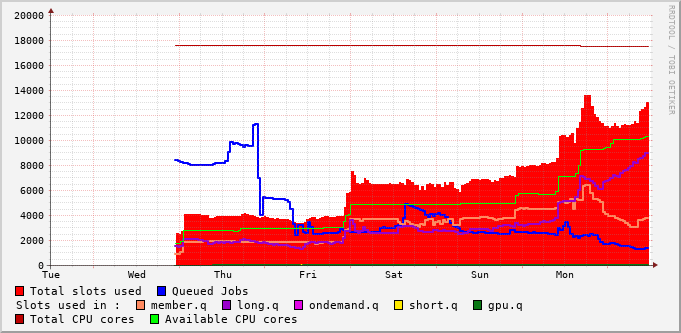 20000
18000
16000
14000
12000
10000
8000
6000
4000
2000
0
Tue Wed Thu Fri Sat Sun Mon
Total slots used Queued Jobs
Slots used in : member.q long.q ondemand.q short.q gpu.q
Total CPU cores Available CPU cores
RRDTOOL / TOBI OETIKER